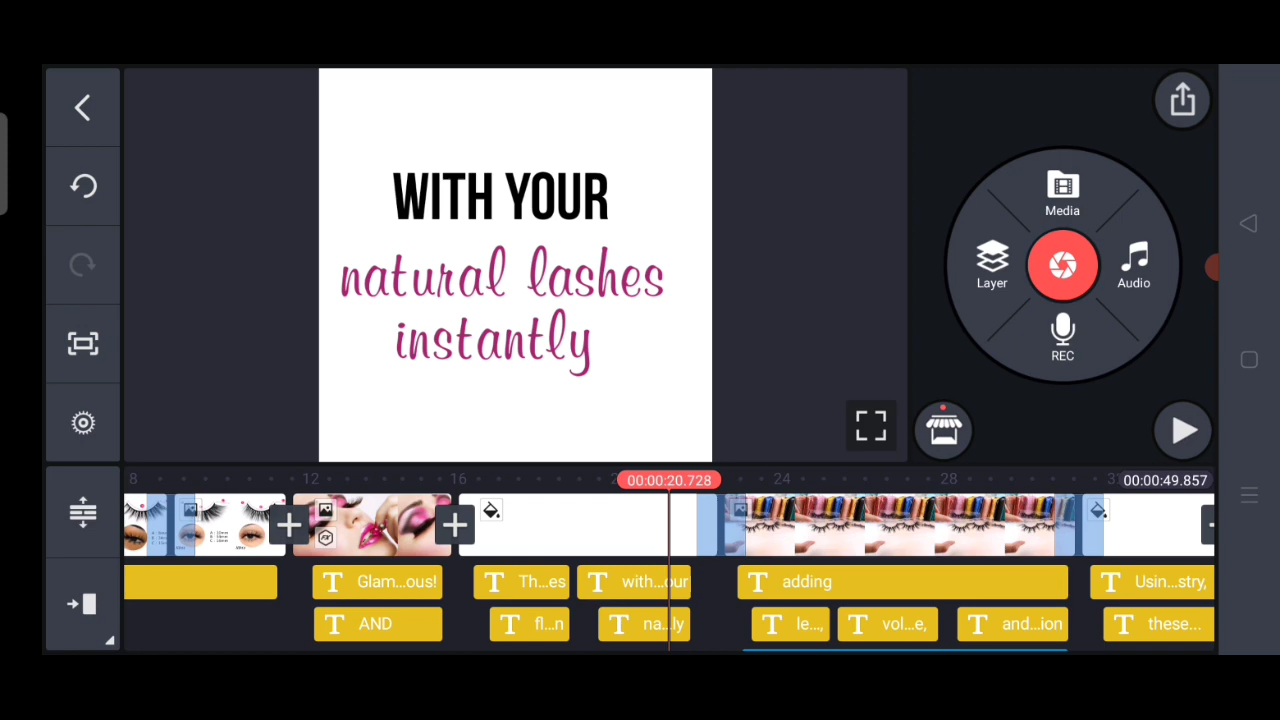 WITH YOUR
natural lashes
instantly
Media
Layer
Audio
REC
8
12
16
00:00:20.728
24
28
00:00:49.857
Glam...ous!
Th...es
with...our
adding
Usin...stry,
AND
fl...n
na...ly
le...,
vol...e,
and...ion
these...